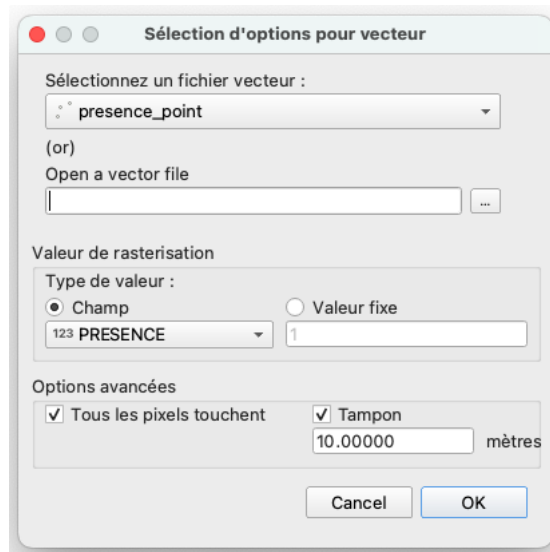 Sélection d'options pour vecteur
Sélectionnez un fichier vecteur :
presence_point
(or)
Open a vector file
...
Valeur de rasterisation
Type de valeur :
Champ Valeur fixe
123 PRESENCE 1
Options avancées
Tous les pixels touchent Tampon
10.00000 mètres
Cancel OK